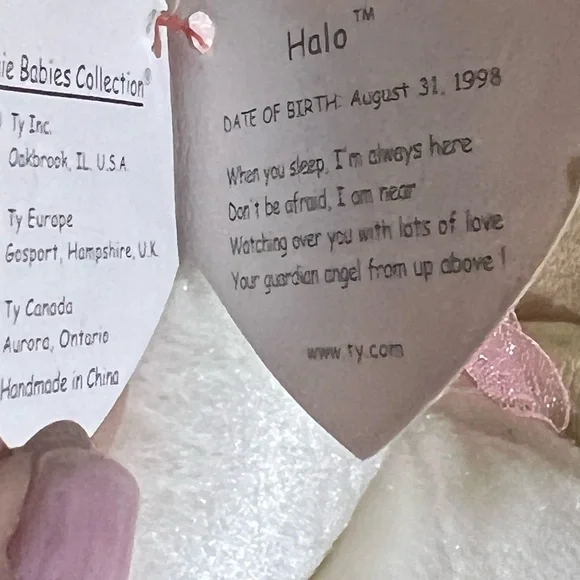 ie Babies Collection®
Ty Inc.
Oakbrook, IL. U.S.A.
Ty Europe
Gosport, Hampshire, U.K.
Ty Canada
Aurora, Ontario
Handmade in China
Halo™
DATE OF BIRTH: August 31, 1998
When you sleep, I'm always here
Don't be afraid, I am near
Watching over you with lots of love
Your guardian angel from up above!
www.ty.com